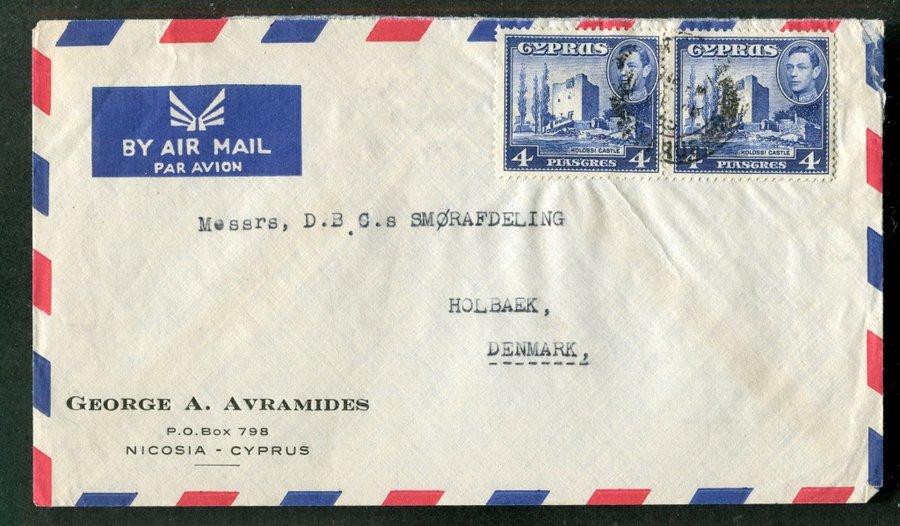 CYPRUS CYPRUS
KOLOSSI CASTLE KOLOSSI CASTLE
4 PIASTRES 4 4 PIASTRES 4
BY AIR MAIL
PAR AVION
Messrs, D.B.C.s SMØRAFDELING
HOLBAEK,
DENMARK,
GEORGE A. AVRAMIDES
P.O.Box 798
NICOSIA - CYPRUS